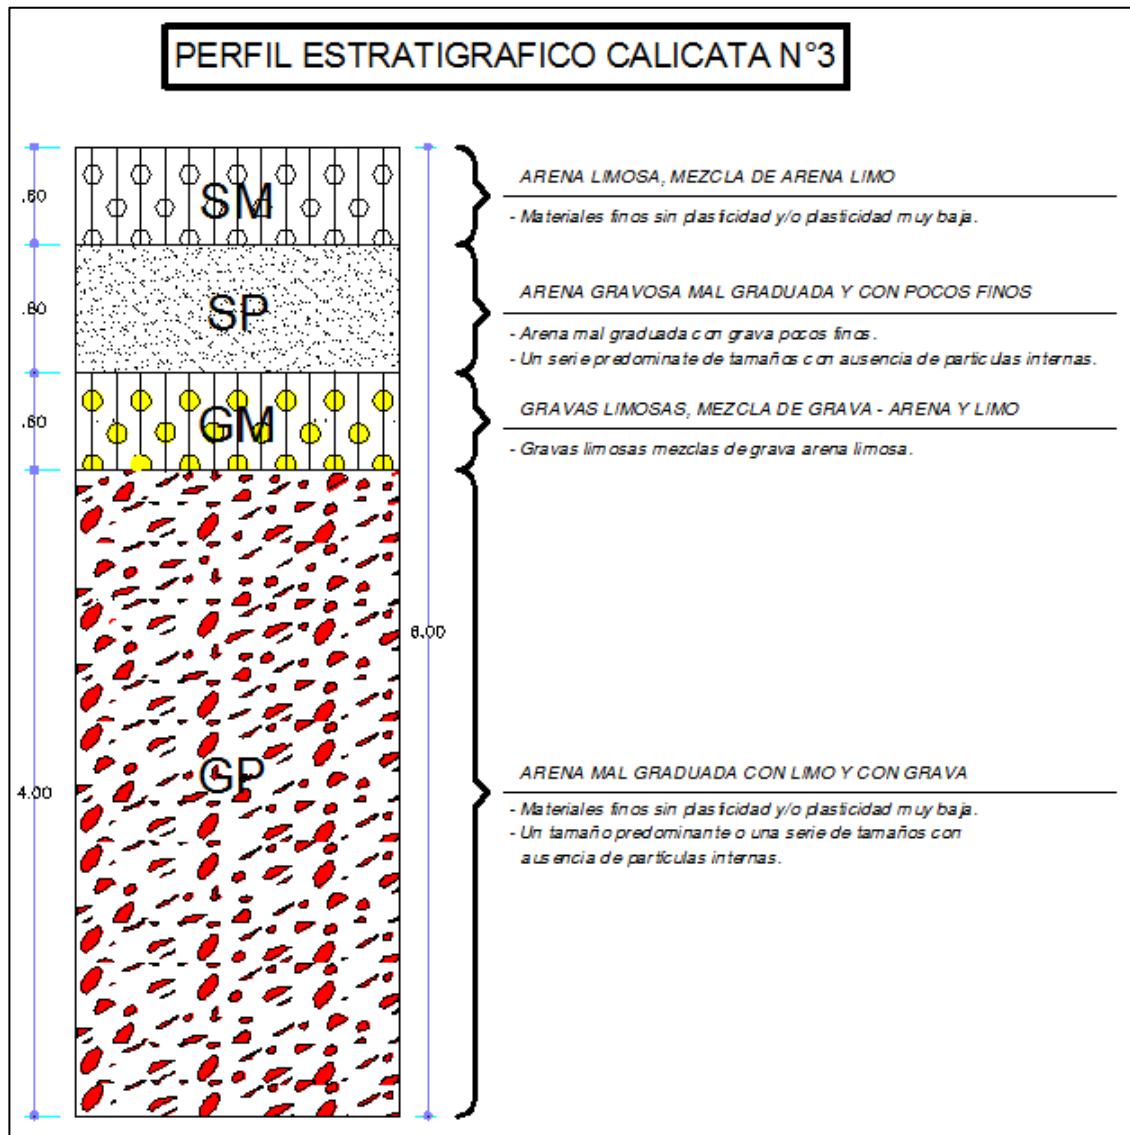 PERFIL ESTRATIGRAFICO CALICATA N°3
.60
SM
ARENA LIMOSA, MEZCLA DE ARENA LIMO
- Materiales finos sin plasticidad y/o plasticidad muy baja.
.80
SP
ARENA GRAVOSA MAL GRADUADA Y CON POCOS FINOS
- Arena mal graduada con grava pocos finos.
- Un serie predominate de tamaños con ausencia de particulas internas.
.60
GM
GRAVAS LIMOSAS, MEZCLA DE GRAVA - ARENA Y LIMO
- Gravas limosas mezclas de grava arena limosa.
6.00
4.00
GP
ARENA MAL GRADUADA CON LIMO Y CON GRAVA
- Materiales finos sin plasticidad y/o plasticidad muy baja.
- Un tamaño predominante o una serie de tamaños con
ausencia de partículas internas.